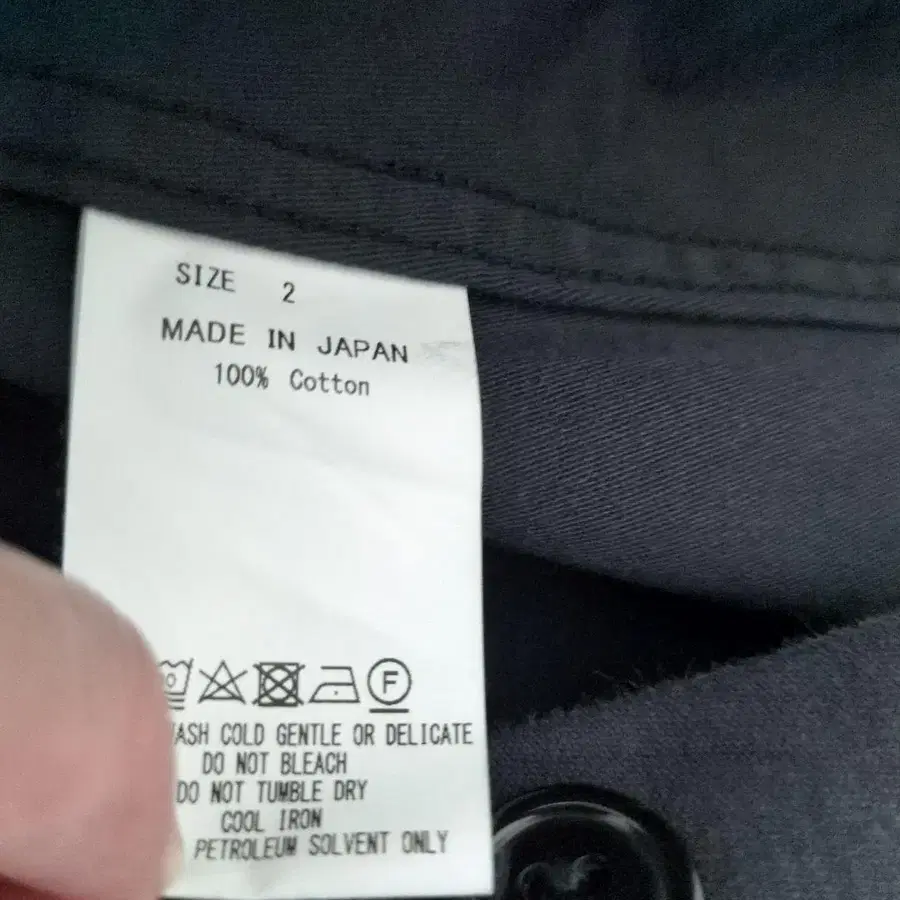 SIZE 2
MADE IN JAPAN
100% Cotton
F
COLD GENTLE OR DELICATE
DO NOT BLEACH
DO NOT TUMBLE DRY
COOL IRON
PETROLEUM SOLVENT ONLY